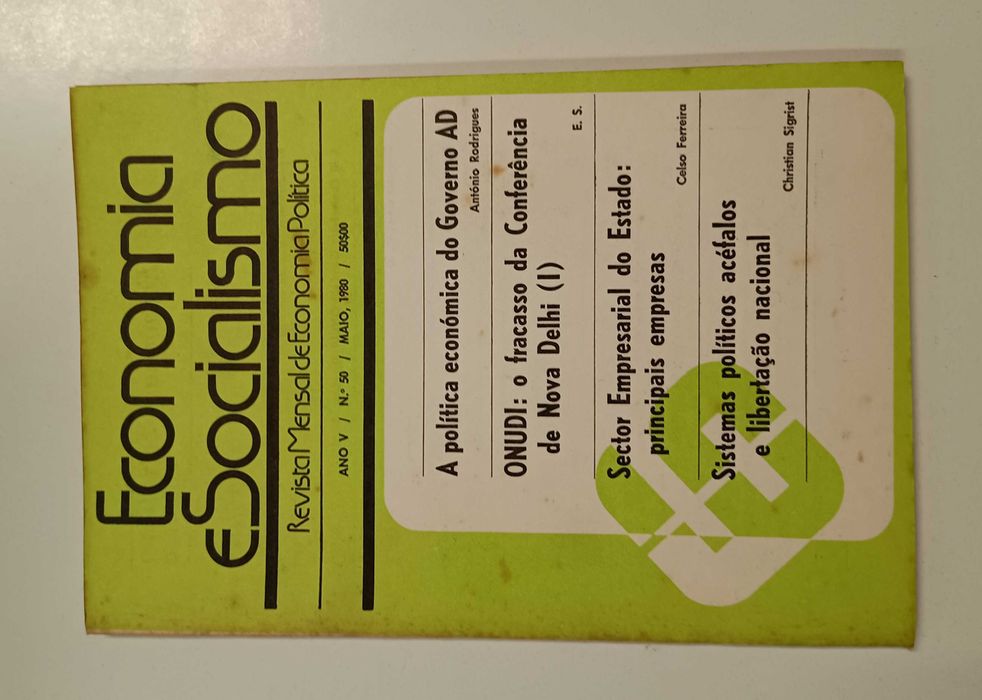 Economia
e Socialismo
Revista Mensal de Economia Política
ANO V / N.º 50 / MAIO, 1980 / 50$00
A política económica do Governo AD
António Rodrigues
ONUDI: o fracasso da Conferência
de Nova Delhi (I)
E. S.
Sector Empresarial do Estado:
principais empresas
Celso Ferreira
Sistemas políticos acéfalos
e libertação nacional
Christian Sigrist